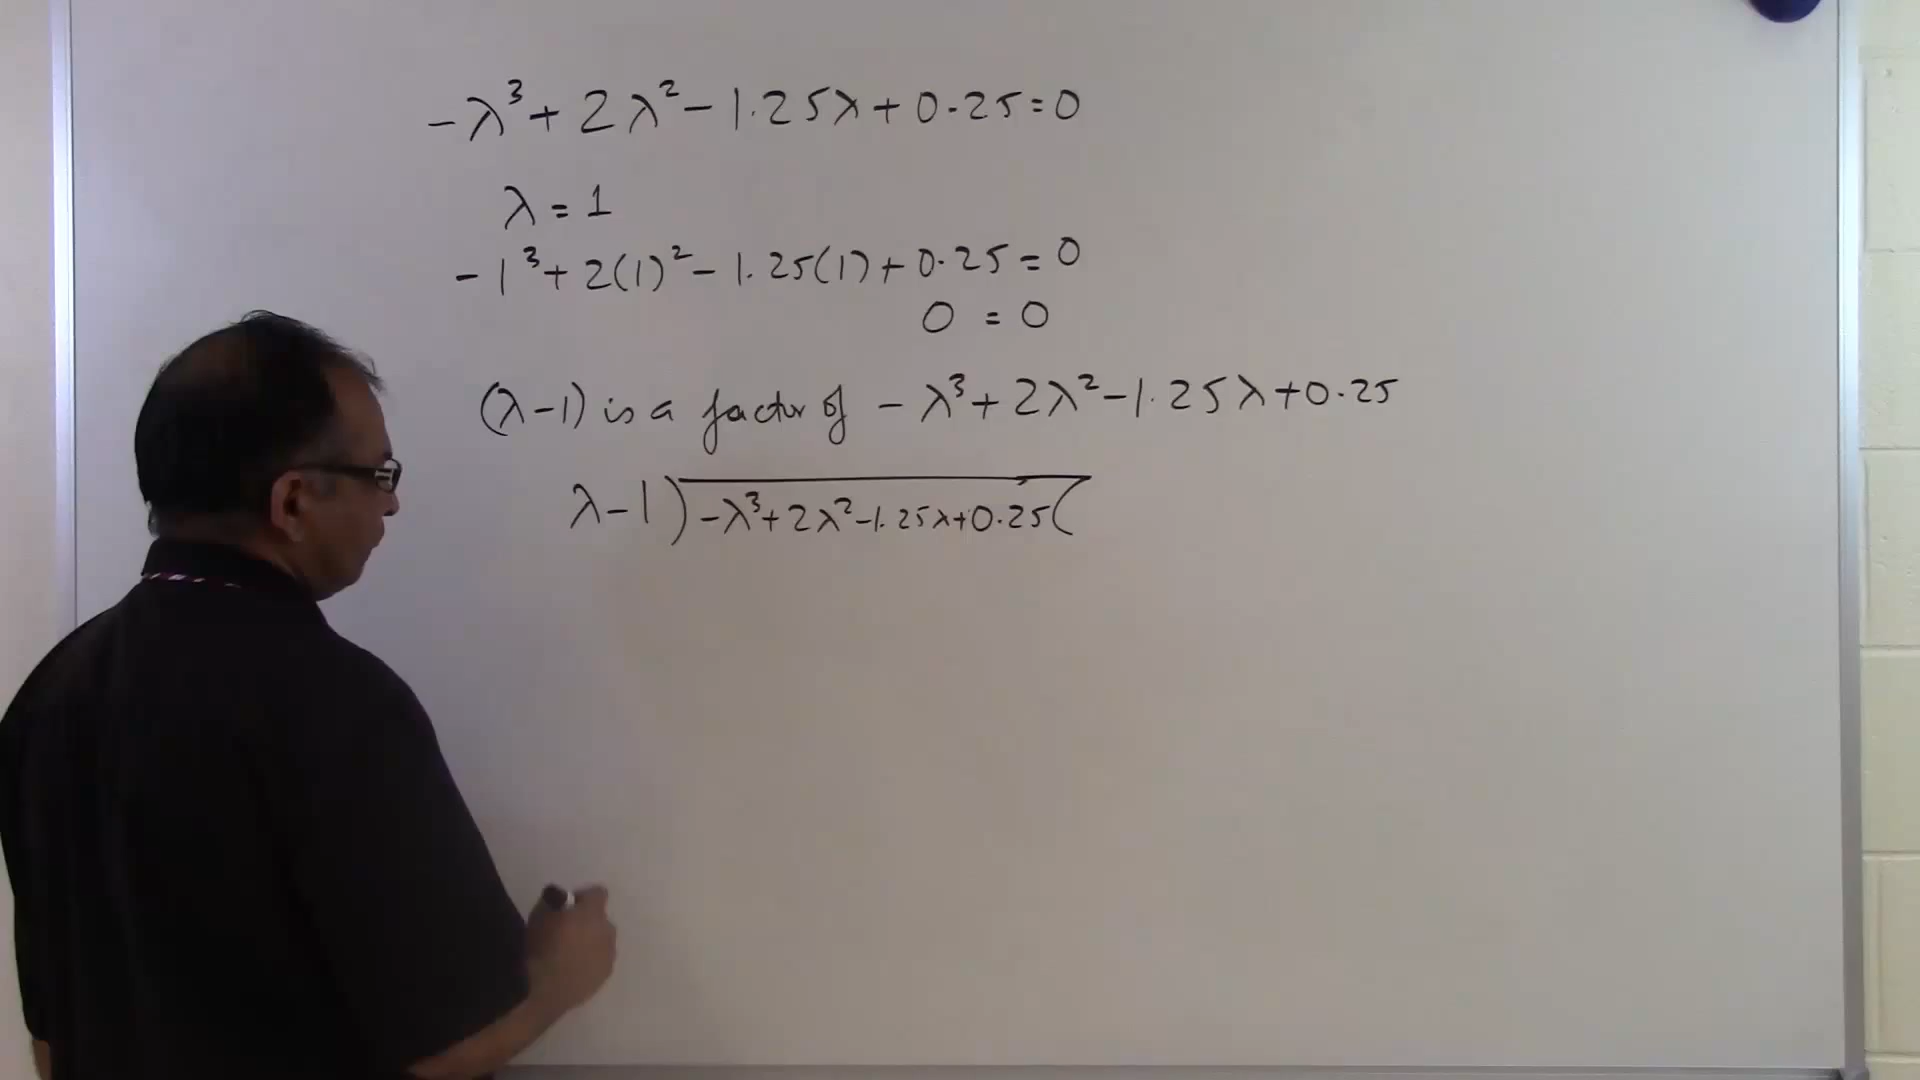 -λ³+2λ²-1.25λ+0.25=0
λ=1
-1³+2(1)²-1.25(1)+0.25=0
0=0
(λ-1) is a factor of -λ³+2λ²-1.25λ+0.25
λ-1)-λ³+2λ²-1.25λ+0.25(